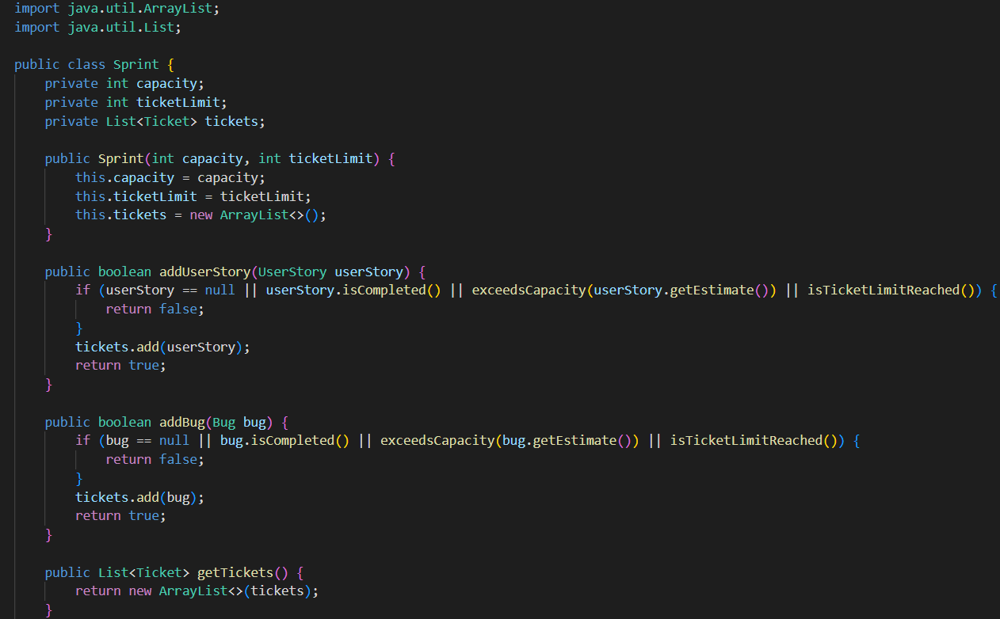 import java.util.ArrayList;
import java.util.List;

public class Sprint {
    private int capacity;
    private int ticketLimit;
    private List<Ticket> tickets;

    public Sprint(int capacity, int ticketLimit) {
        this.capacity = capacity;
        this.ticketLimit = ticketLimit;
        this.tickets = new ArrayList<>();
    }

    public boolean addUserStory(UserStory userStory) {
        if (userStory == null || userStory.isCompleted() || exceedsCapacity(userStory.getEstimate()) || isTicketLimitReached()) {
            return false;
        }
        tickets.add(userStory);
        return true;
    }

    public boolean addBug(Bug bug) {
        if (bug == null || bug.isCompleted() || exceedsCapacity(bug.getEstimate()) || isTicketLimitReached()) {
            return false;
        }
        tickets.add(bug);
        return true;
    }

    public List<Ticket> getTickets() {
        return new ArrayList<>(tickets);
    }